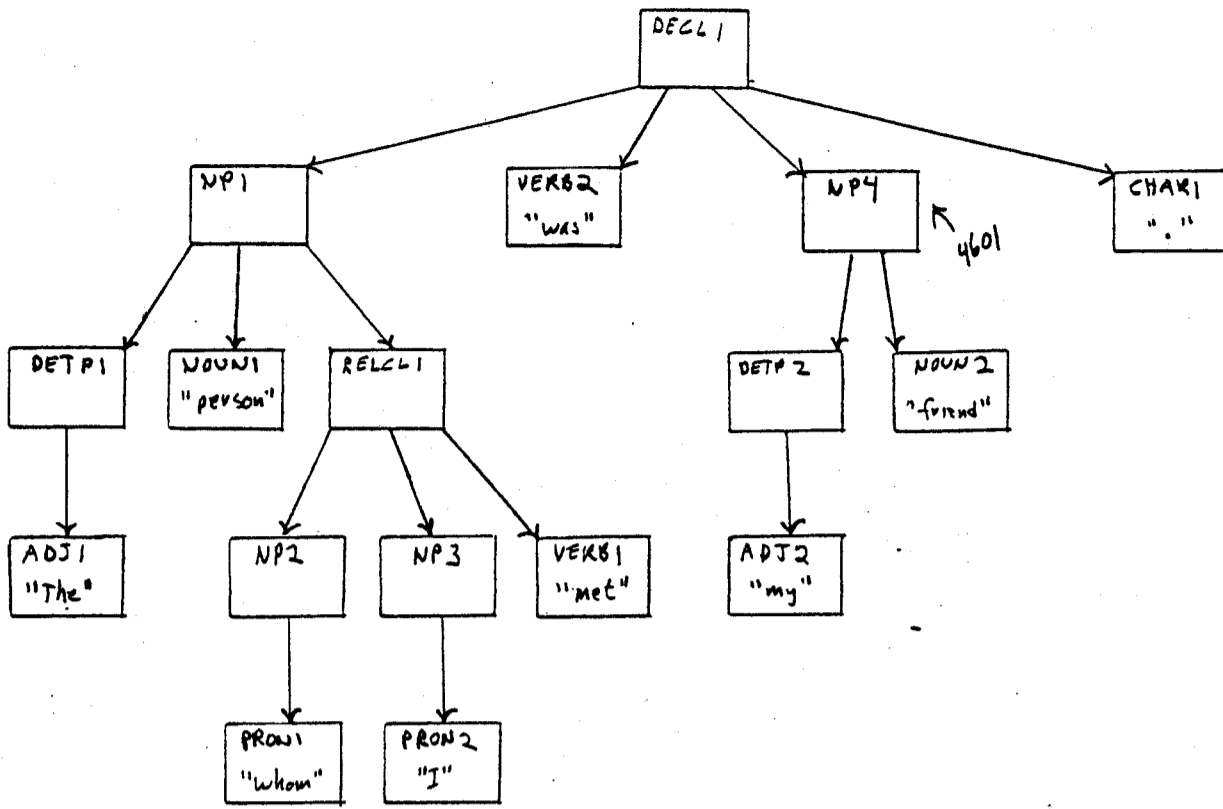 DECL1
NP1
VERB2
"was"
NP4
4601
CHAR1
"."
DETP1
NOUN1
"person"
RELCL1
DETP2
NOUN2
"friend"
ADJ1
"The"
NP2
NP3
VERB1
"met"
ADJ2
"my"
PRON1
"whom"
PRON2
"I"